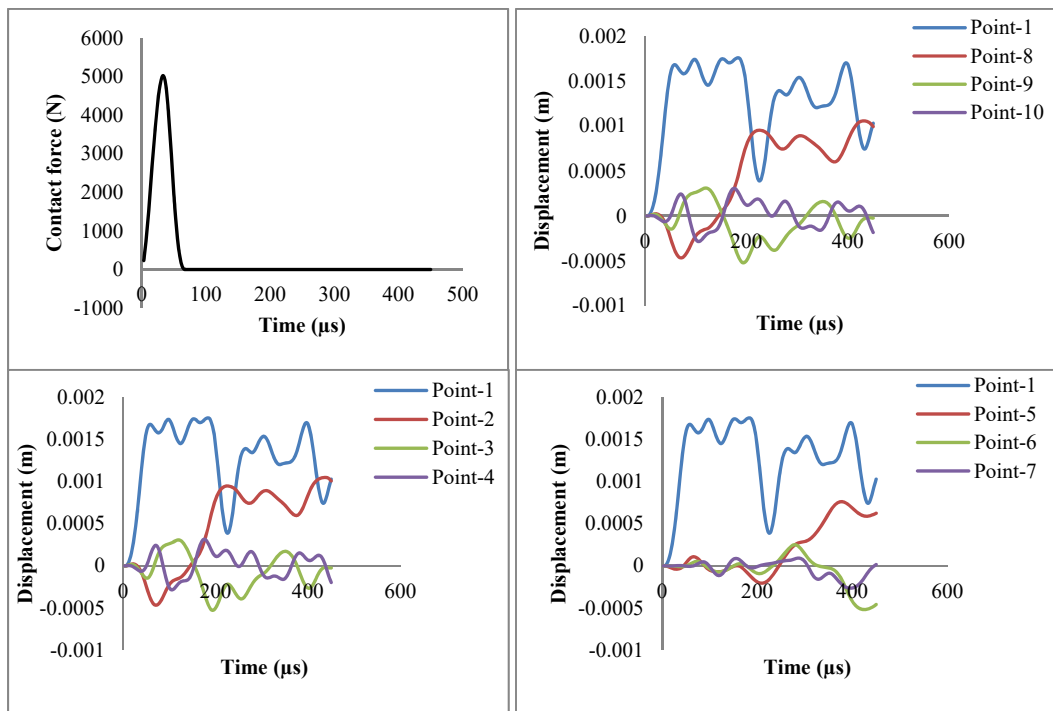 6000
5000
4000
3000
2000
1000
0
-1000
Contact force (N)
0 100 200 300 400 500
Time (µs)
0.002
0.0015
0.001
0.0005
0
-0.0005
-0.001
Displacement (m)
0 200 400 600
Time (µs)
Point-1
Point-8
Point-9
Point-10
0.002
0.0015
0.001
0.0005
0
-0.0005
-0.001
Displacement (m)
0 200 400 600
Time (µs)
Point-1
Point-2
Point-3
Point-4
0.002
0.0015
0.001
0.0005
0
-0.0005
-0.001
Displacement (m)
0 200 400 600
Time (µs)
Point-1
Point-5
Point-6
Point-7